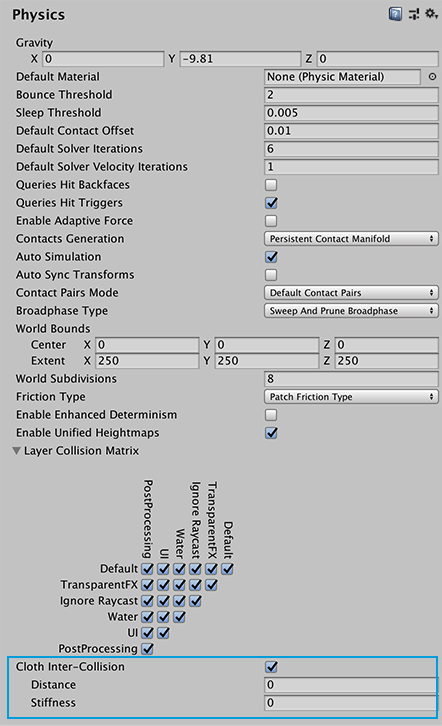 Physics
Gravity
X 0 Y -9.81 Z 0
Default Material None (Physic Material)
Bounce Threshold 2
Sleep Threshold 0.005
Default Contact Offset 0.01
Default Solver Iterations 6
Default Solver Velocity Iterations 1
Queries Hit Backfaces
Queries Hit Triggers
Enable Adaptive Force
Contacts Generation Persistent Contact Manifold
Auto Simulation
Auto Sync Transforms
Contact Pairs Mode Default Contact Pairs
Broadphase Type Sweep And Prune Broadphase
World Bounds
Center X 0 Y 0 Z 0
Extent X 250 Y 250 Z 250
World Subdivisions 8
Friction Type Patch Friction Type
Enable Enhanced Determinism
Enable Unified Heightmaps
Layer Collision Matrix
PostProcessing
UI
Water
Ignore Raycast
TransparentFX
Default
Default
TransparentFX
Ignore Raycast
Water
UI
PostProcessing
Cloth Inter-Collision
Distance 0
Stiffness 0